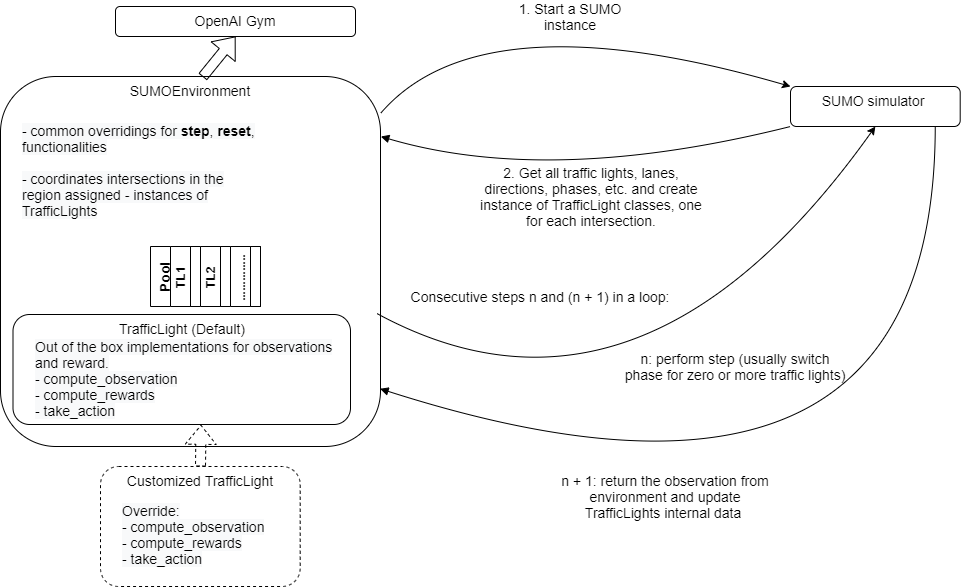 OpenAI Gym
1. Start a SUMO
instance
SUMOEnvironment
SUMO simulator
- common overridings for step, reset,
functionalities
- coordinates intersections in the
region assigned - instances of
TrafficLights
2. Get all traffic lights, lanes,
directions, phases, etc. and create
instance of TrafficLight classes, one
for each intersection.
Pool
TL1
TL2
............
Consecutive steps n and (n + 1) in a loop:
TrafficLight (Default)
Out of the box implementations for observations
and reward.
- compute_observation
- compute_rewards
- take_action
n: perform step (usually switch
phase for zero or more traffic lights)
Customized TrafficLight
Override:
- compute_observation
- compute_rewards
- take_action
n + 1: return the observation from
environment and update
TrafficLights internal data